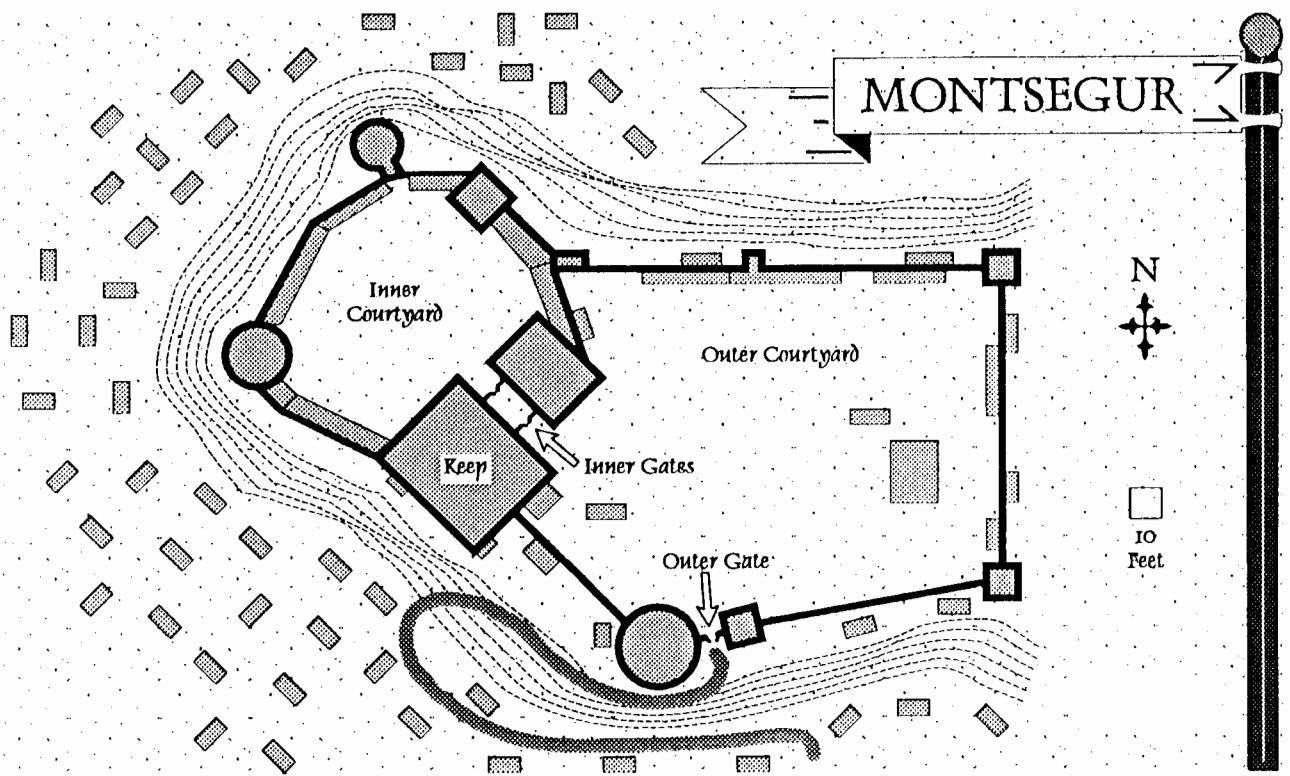 MONTSEGUR
N
Inner
Courtyard
Outer Courtyard
Keep
Inner Gates
10
Feet
Outer Gate